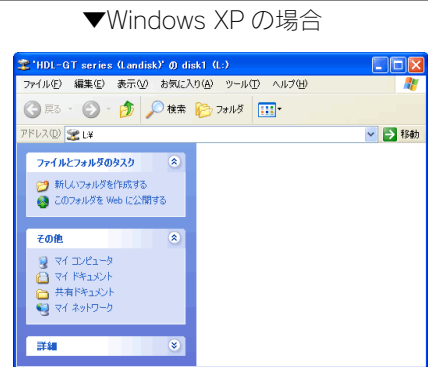 ▼Windows XP の場合
'HDL-GT series (Landisk)' の disk1 (L:)
ファイル(F) 編集(E) 表示(V) お気に入り(A) ツール(T) ヘルプ(H)
戻る 検索 フォルダ
アドレス(D) L:¥ 移動
ファイルとフォルダのタスク
新しいフォルダを作成する
このフォルダを Web に公開する
その他
マイ コンピュータ
マイ ドキュメント
共有ドキュメント
マイ ネットワーク
詳細